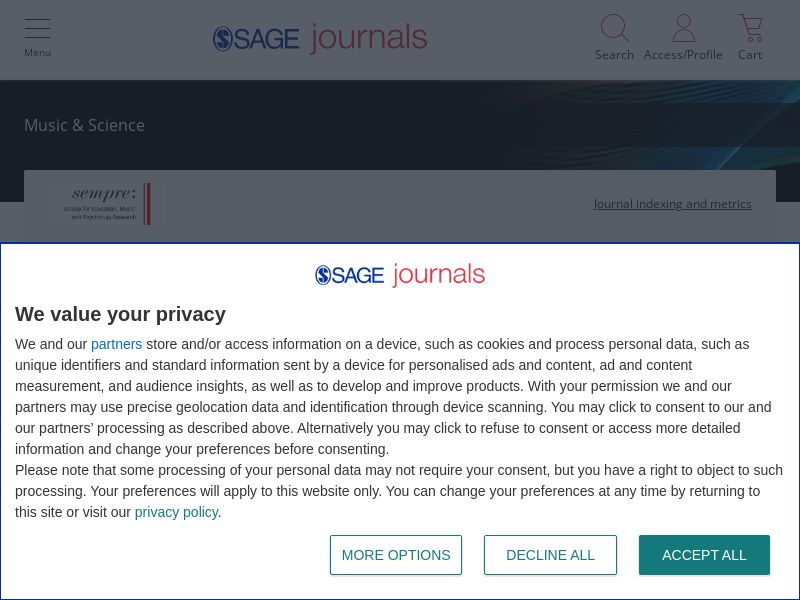 Menu
SAGE journals
Search
Access/Profile
Cart
Music & Science
sempre:
Society for Education, Music
and Psychology Research
Journal indexing and metrics
SAGE journals
We value your privacy
We and our partners store and/or access information on a device, such as cookies and process personal data, such as
unique identifiers and standard information sent by a device for personalised ads and content, ad and content
measurement, and audience insights, as well as to develop and improve products. With your permission we and our
partners may use precise geolocation data and identification through device scanning. You may click to consent to our and
our partners’ processing as described above. Alternatively you may click to refuse to consent or access more detailed
information and change your preferences before consenting.
Please note that some processing of your personal data may not require your consent, but you have a right to object to such
processing. Your preferences will apply to this website only. You can change your preferences at any time by returning to
this site or visit our privacy policy.
MORE OPTIONS
DECLINE ALL
ACCEPT ALL